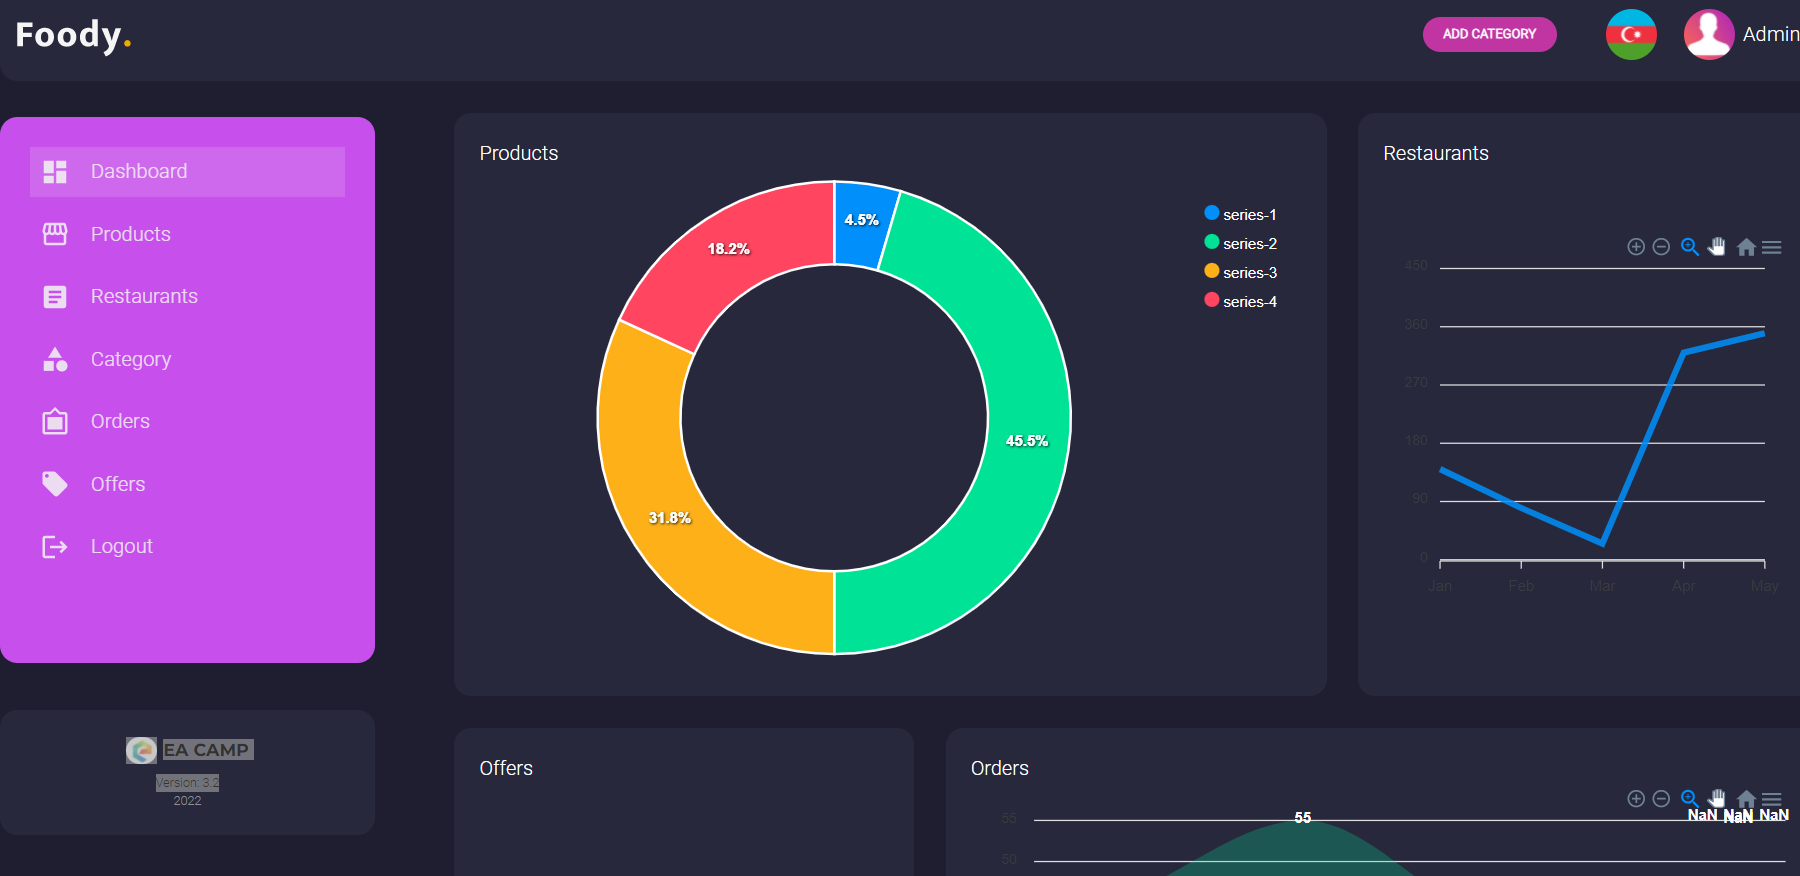 Foody.
ADD CATEGORY
Admin
Dashboard
Products
Restaurants
Category
Orders
Offers
Logout
EA CAMP
Version: 3.2
2022
Products
4.5%
18.2%
45.5%
31.8%
series-1
series-2
series-3
series-4
Restaurants
450
360
270
180
90
0
Jan Feb Mar Apr May
Offers
Orders
55
50
55
NaN NaN NaN